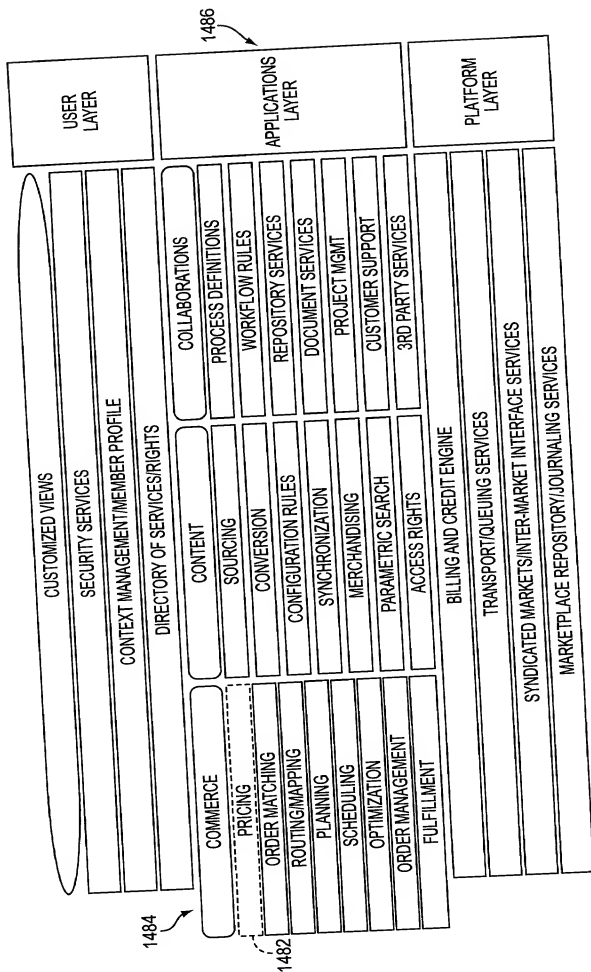 CUSTOMIZED VIEWS
SECURITY SERVICES
CONTEXT MANAGEMENT/MEMBER PROFILE
DIRECTORY OF SERVICES/RIGHTS
USER
LAYER
1484
COMMERCE
PRICING
1482
ORDER MATCHING
ROUTING/MAPPING
PLANNING
SCHEDULING
OPTIMIZATION
ORDER MANAGEMENT
FULFILLMENT
CONTENT
SOURCING
CONVERSION
CONFIGURATION RULES
SYNCHRONIZATION
MERCHANDISING
PARAMETRIC SEARCH
ACCESS RIGHTS
COLLABORATIONS
PROCESS DEFINITIONS
WORKFLOW RULES
REPOSITORY SERVICES
DOCUMENT SERVICES
PROJECT MGMT
CUSTOMER SUPPORT
3RD PARTY SERVICES
1486
APPLICATIONS
LAYER
BILLING AND CREDIT ENGINE
TRANSPORT/QUEUING SERVICES
SYNDICATED MARKETS/INTER-MARKET INTERFACE SERVICES
MARKETPLACE REPOSITORY/JOURNALING SERVICES
PLATFORM
LAYER